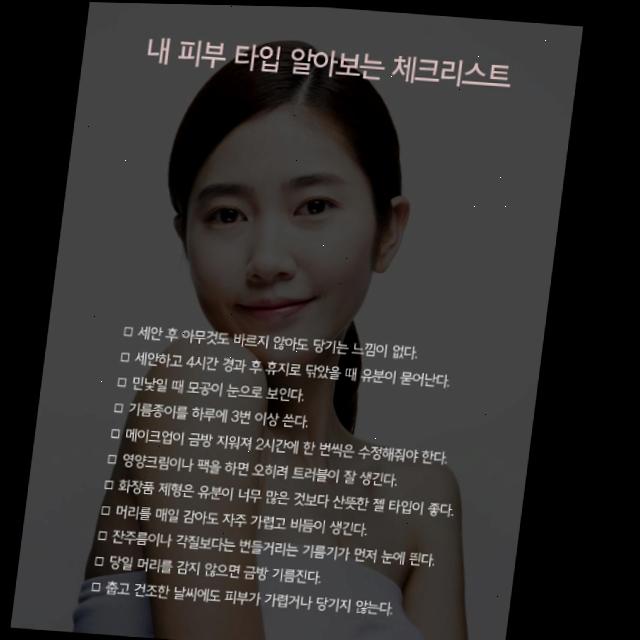 내 피부 타입 알아보는 체크리스트
□ 세안 후 아무것도 바르지 않아도 당기는 느낌이 없다.
□ 세안하고 4시간 경과 후 휴지로 닦았을 때 유분이 묻어난다.
□ 민낯일 때 모공이 눈으로 보인다.
□ 기름종이를 하루에 3번 이상 쓴다.
□ 메이크업이 금방 지워져 2시간에 한 번씩은 수정해줘야 한다.
□ 영양크림이나 팩을 하면 오히려 트러블이 잘 생긴다.
□ 화장품 제형은 유분이 너무 많은 것보다 산뜻한 젤 타입이 좋다.
□ 머리를 매일 감아도 자주 가렵고 비듬이 생긴다.
□ 잔주름이나 각질보다는 번들거리는 기름기가 먼저 눈에 띈다.
□ 당일 머리를 감지 않으면 금방 기름진다.
□ 춥고 건조한 날씨에도 피부가 가렵거나 당기지 않는다.